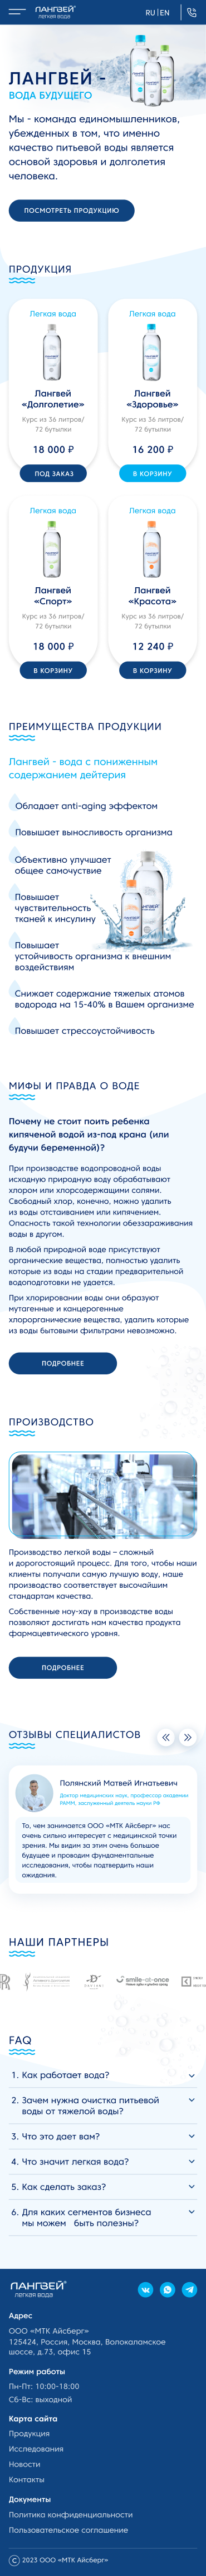 ЛАНГВЕЙ®
ЛЕГКАЯ ВОДА
RU | EN
ЛАНГВЕЙ -
ВОДА БУДУЩЕГО
Мы - команда единомышленников,
убежденных в том, что именно
качество питьевой воды является
основой здоровья и долголетия
человека.
ПОСМОТРЕТЬ ПРОДУКЦИЮ
ПРОДУКЦИЯ
Легкая вода
Лангвей
«Долголетие»
Курс из 36 литров/
72 бутылки
18 000 ₽
ПОД ЗАКАЗ
Легкая вода
Лангвей
«Здоровье»
Курс из 36 литров/
72 бутылки
16 200 ₽
В КОРЗИНУ
Легкая вода
Лангвей
«Спорт»
Курс из 36 литров/
72 бутылки
18 000 ₽
В КОРЗИНУ
Легкая вода
Лангвей
«Красота»
Курс из 36 литров/
72 бутылки
12 240 ₽
В КОРЗИНУ
ПРЕИМУЩЕСТВА ПРОДУКЦИИ
Лангвей - вода с пониженным
содержанием дейтерия
Обладает anti-aging эффектом
Повышает выносливость организма
Объективно улучшает
общее самочуствие
Повышает
чувствительность
тканей к инсулину
Повышает
устойчивость организма к внешним
воздействиям
Снижает содержание тяжелых атомов
водорода на 15-40% в Вашем организме
Повышает стрессоустойчивость
МИФЫ И ПРАВДА О ВОДЕ
Почему не стоит поить ребенка
кипяченой водой из-под крана (или
будучи беременной)?
При производстве водопроводной воды
исходную природную воду обрабатывают
хлором или хлорсодержащими солями.
Свободный хлор, конечно, можно удалить
из воды отстаиванием или кипячением.
Опасность такой технологии обеззараживания
воды в другом.
В любой природной воде присутствуют
органические вещества, полностью удалить
которые из воды на стадии предварительной
водоподготовки не удается.
При хлорировании воды они образуют
мутагенные и канцерогенные
хлорорганические вещества, удалить которые
из воды бытовыми фильтрами невозможно.
ПОДРОБНЕЕ
ПРОИЗВОДСТВО
Производство легкой воды – сложный
и дорогостоящий процесс. Для того, чтобы наши
клиенты получали самую лучшую воду, наше
производство соответствует высочайшим
стандартам качества.
Собственные ноу-хау в производстве воды
позволяют достигать нам качества продукта
фармацевтического уровня.
ПОДРОБНЕЕ
ОТЗЫВЫ СПЕЦИАЛИСТОВ
Полянский Матвей Игнатьевич
Доктор медицинских наук, профессор академии
РАММ, заслуженный деятель науки РФ
То, чем занимается ООО «МТК Айсберг» нас
очень сильно интересует с медицинской точки
зрения. Мы видим за этим очень большое
будущее и проводим фундаментальные
исследования, чтобы подтвердить наши
ожидания.
НАШИ ПАРТНЕРЫ
smile-at-once
FAQ
1. Как работает вода?
2. Зачем нужна очистка питьевой
воды от тяжелой воды?
3. Что это дает вам?
4. Что значит легкая вода?
5. Как сделать заказ?
6. Для каких сегментов бизнеса
мы можем быть полезны?
ЛАНГВЕЙ®
ЛЕГКАЯ ВОДА
Адрес
ООО «МТК Айсберг»
125424, Россия, Москва, Волокаламское
шоссе, д.73, офис 15
Режим работы
Пн-Пт: 10:00-18:00
Сб-Вс: выходной
Карта сайта
Продукция
Исследования
Новости
Контакты
Документы
Политика конфиденциальности
Пользовательское соглашение
© 2023 ООО «МТК Айсберг»